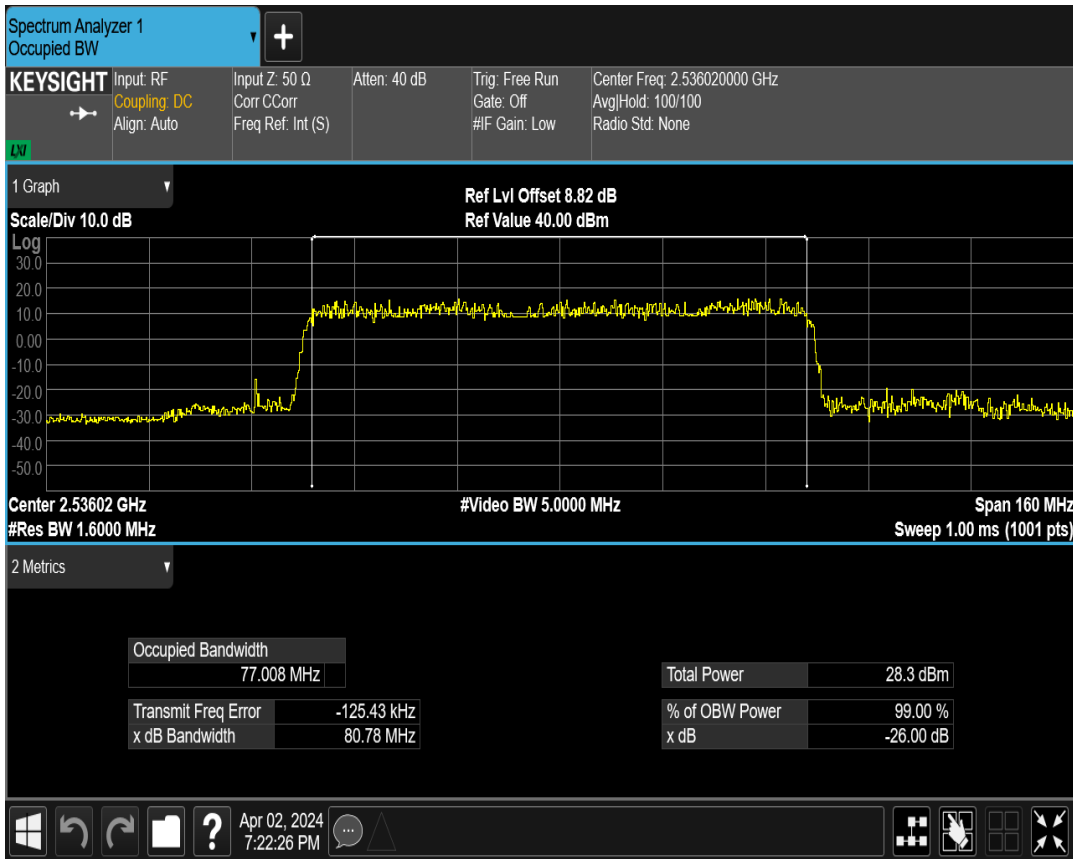 Spectrum Analyzer 1
Occupied BW
+
KEYSIGHT
LXI
Input: RF
Coupling: DC
Align: Auto
Input Z: 50 Ω
Corr CCorr
Freq Ref: Int (S)
Atten: 40 dB
Trig: Free Run
Gate: Off
#IF Gain: Low
Center Freq: 2.536020000 GHz
Avg|Hold: 100/100
Radio Std: None
1 Graph
Scale/Div 10.0 dB
Ref Lvl Offset 8.82 dB
Ref Value 40.00 dBm
Log
30.0
20.0
10.0
0.00
-10.0
-20.0
-30.0
-40.0
-50.0
Center 2.53602 GHz
#Video BW 5.0000 MHz
Span 160 MHz
#Res BW 1.6000 MHz
Sweep 1.00 ms (1001 pts)
2 Metrics
Occupied Bandwidth
77.008 MHz
Transmit Freq Error -125.43 kHz
x dB Bandwidth 80.78 MHz
Total Power 28.3 dBm
% of OBW Power 99.00 %
x dB -26.00 dB
?
Apr 02, 2024
7:22:26 PM